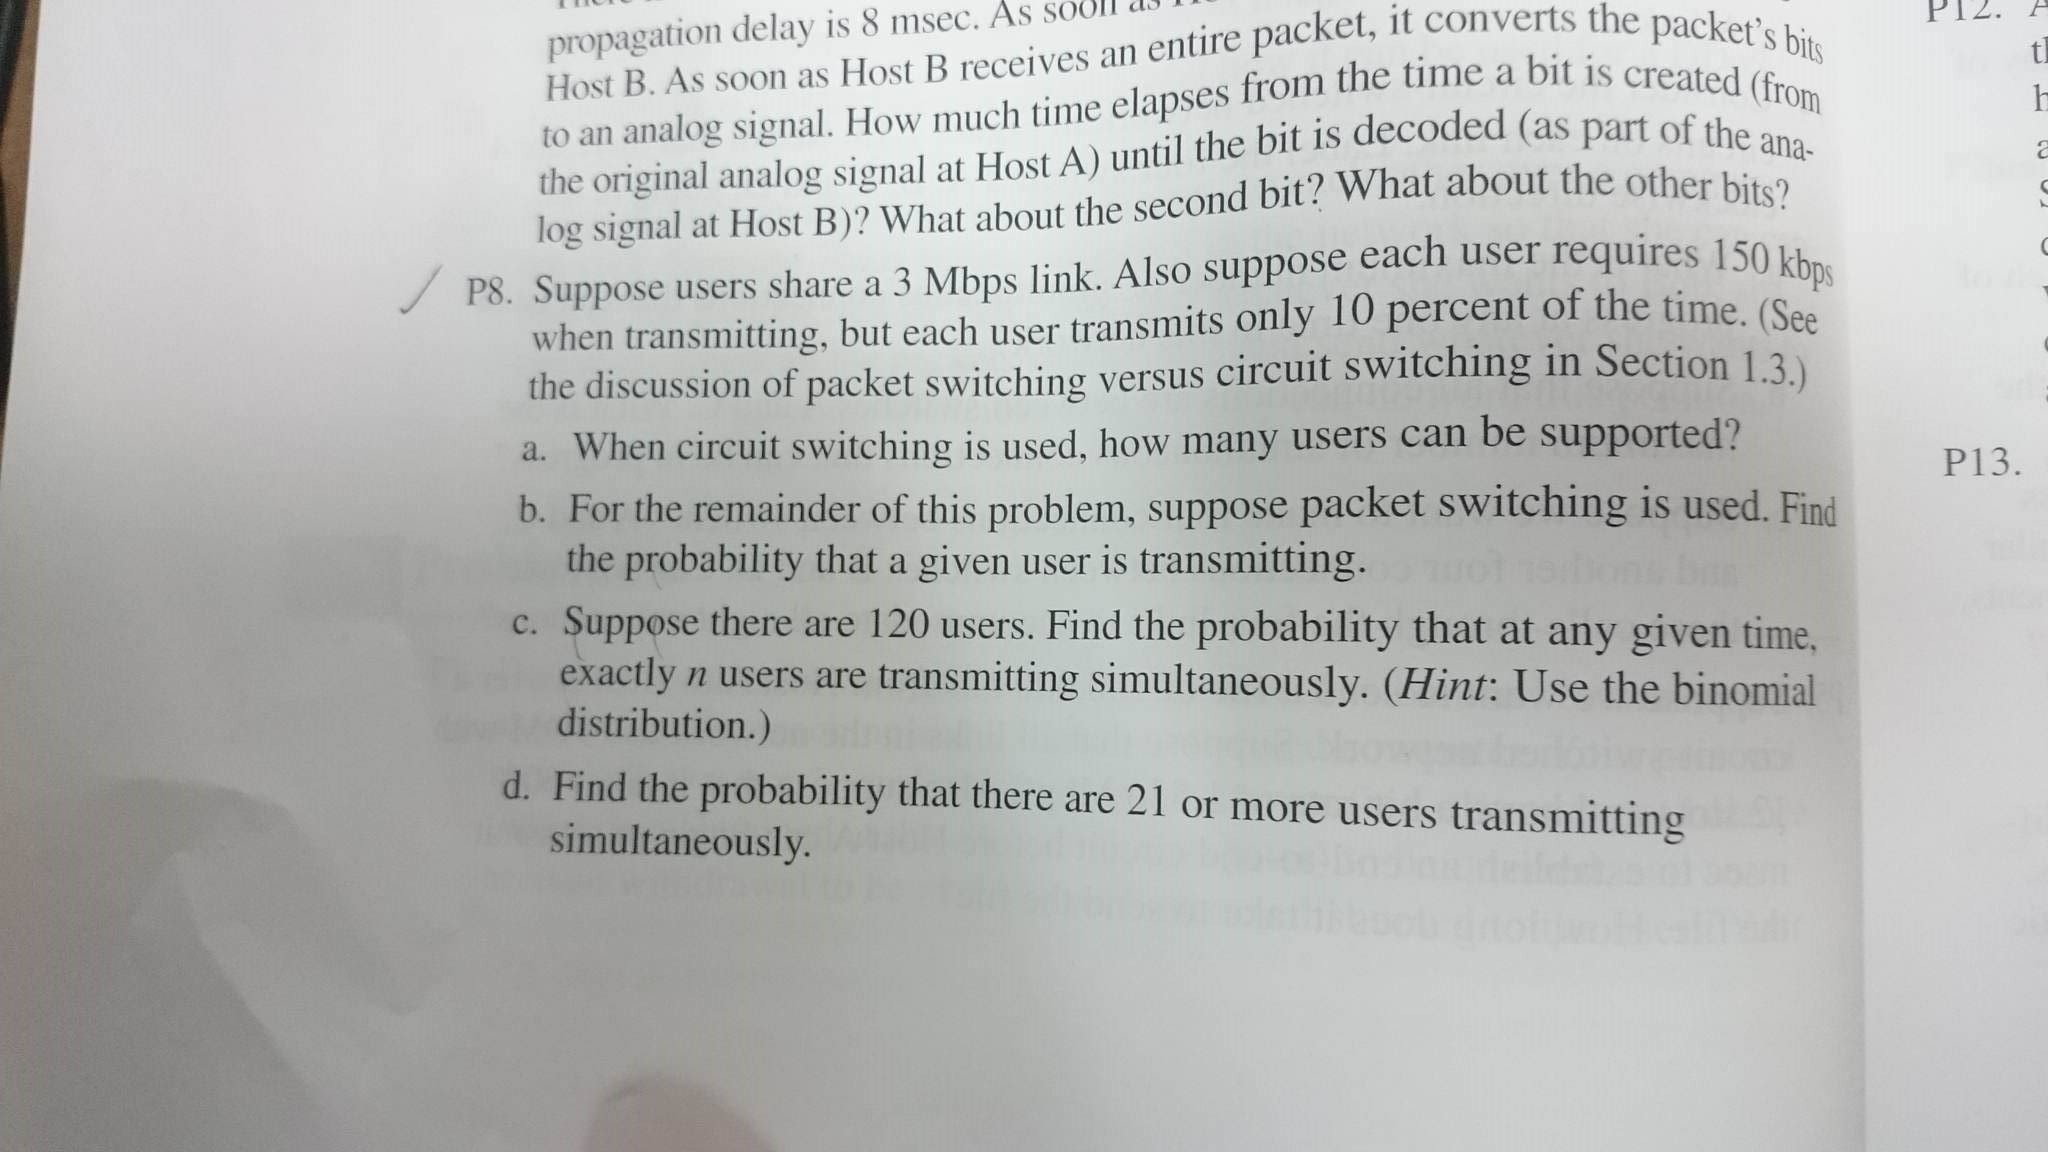 propagation delay is 8 msec. As soon as
Host B. As soon as Host B receives an entire packet, it converts the packet's bits
to an analog signal. How much time elapses from the time a bit is created (from
the original analog signal at Host A) until the bit is decoded (as part of the ana-
log signal at Host B)? What about the second bit? What about the other bits?
P8. Suppose users share a 3 Mbps link. Also suppose each user requires 150 kbps
when transmitting, but each user transmits only 10 percent of the time. (See
the discussion of packet switching versus circuit switching in Section 1.3.)
a. When circuit switching is used, how many users can be supported?
b. For the remainder of this problem, suppose packet switching is used. Find
the probability that a given user is transmitting.
c. Suppose there are 120 users. Find the probability that at any given time,
exactly n users are transmitting simultaneously. (Hint: Use the binomial
distribution.)
d. Find the probability that there are 21 or more users transmitting
simultaneously.
P12.
P13.